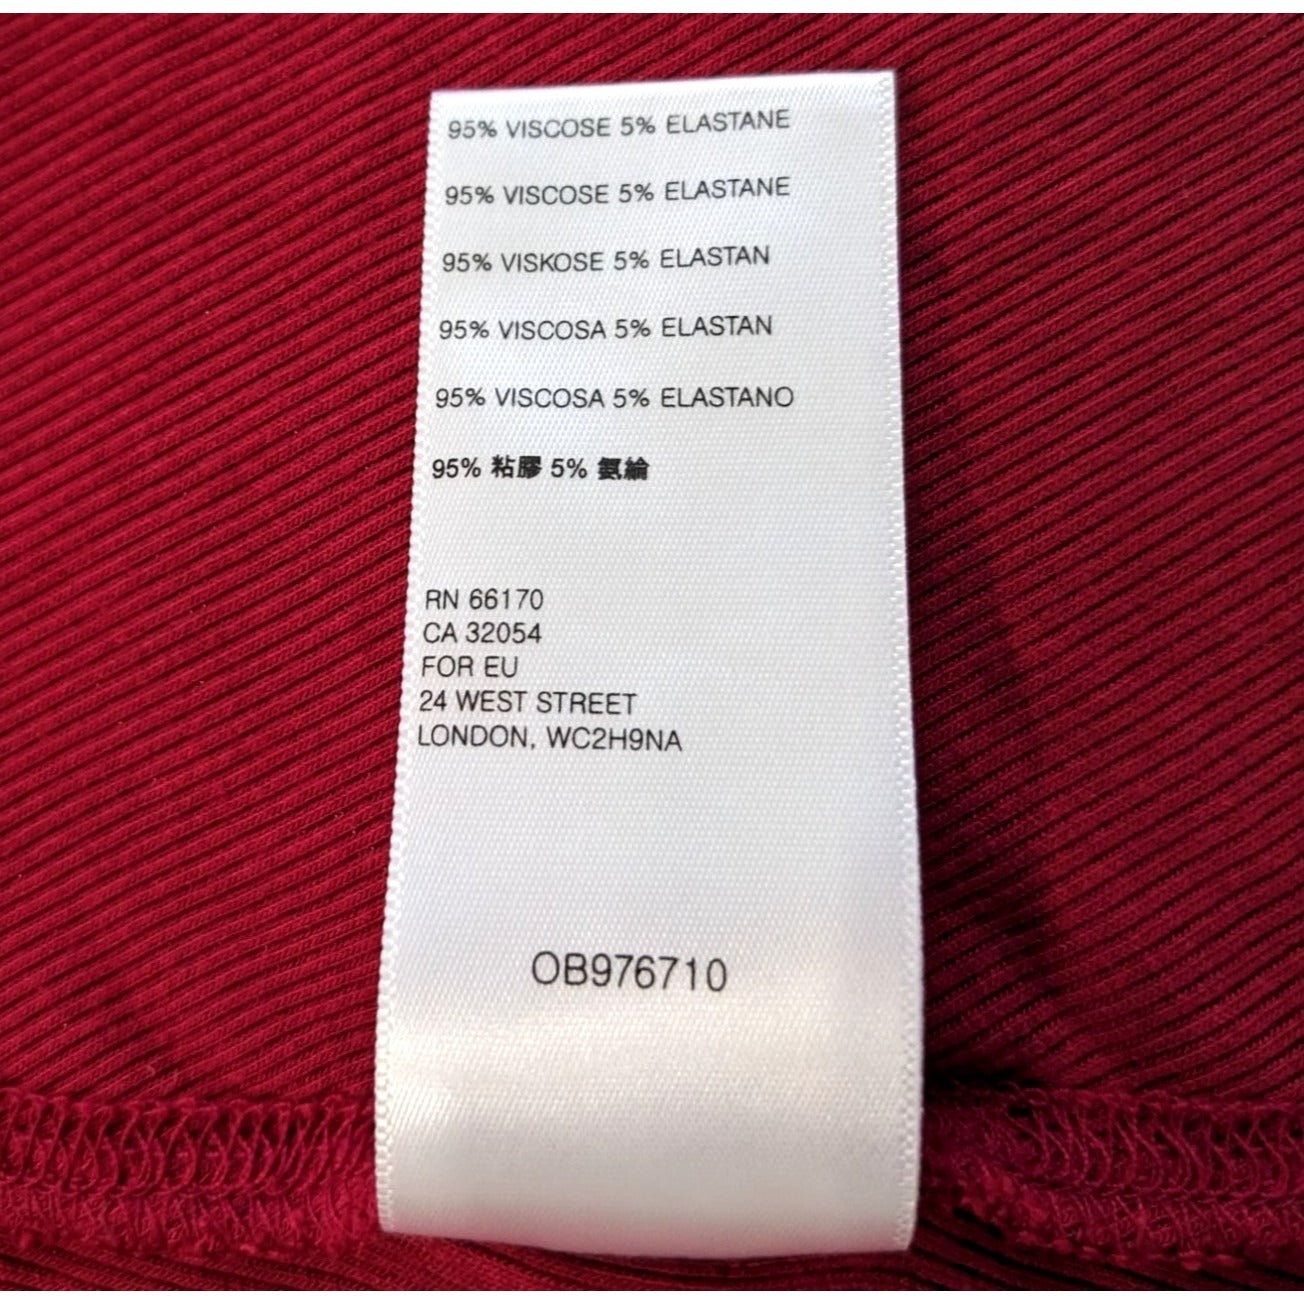 95% VISCOSE 5% ELASTANE
95% VISCOSE 5% ELASTANE
95% VISKOSE 5% ELASTAN
95% VISCOSA 5% ELASTAN
95% VISCOSA 5% ELASTANO
95% 粘膠 5% 氨綸
RN 66170
CA 32054
FOR EU
24 WEST STREET
LONDON, WC2H9NA
OB976710